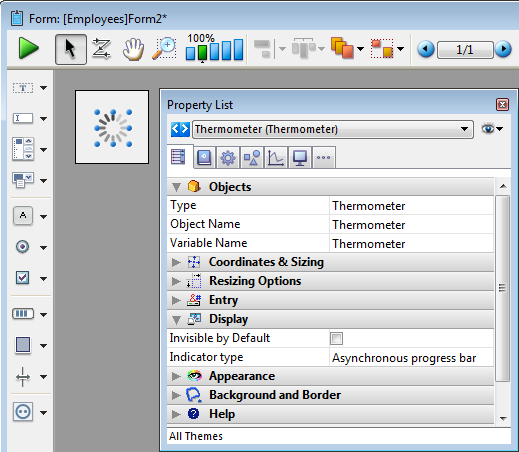 Form: [Employees]Form2*
100%
1/1
Property List
Thermometer (Thermometer)
Objects
Type Thermometer
Object Name Thermometer
Variable Name Thermometer
Coordinates & Sizing
Resizing Options
Entry
Display
Invisible by Default
Indicator type Asynchronous progress bar
Appearance
Background and Border
Help
All Themes
T
A